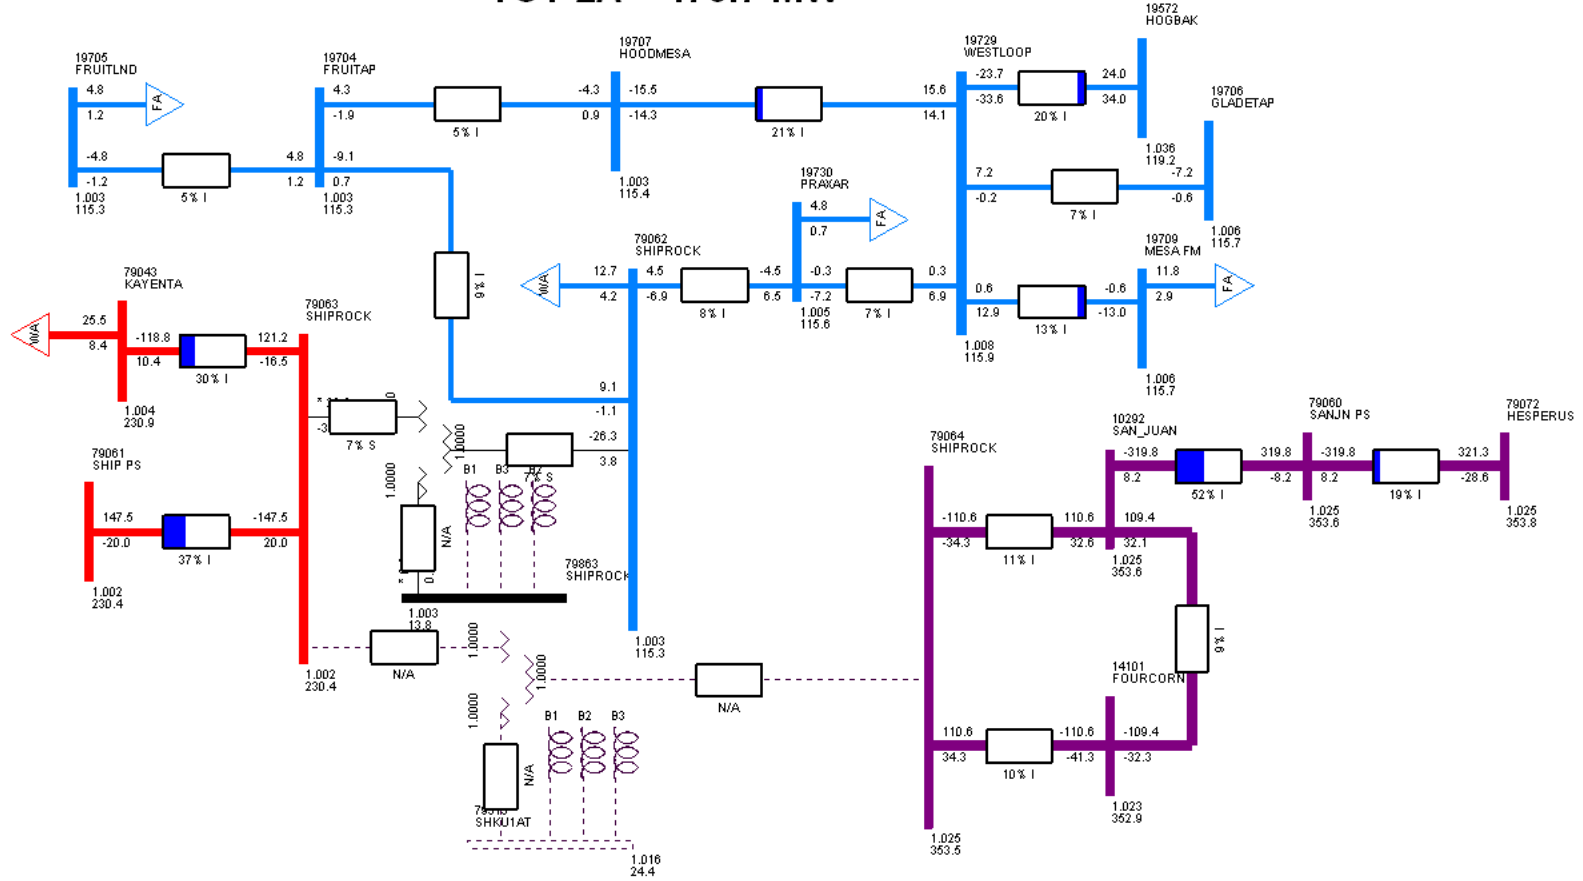 19572
HOGBAK
19705
FRUITLND
19704
FRUITAP
19707
HOODMESA
19729
WESTLOOP
4.8
1.2
FA
4.3
-1.9
-4.3
0.9
5% I
-15.5
-14.3
15.6
14.1
21% I
-23.7
-33.6
24.0
34.0
20% I
19706
GLADETAP
1.036
119.2
-4.8
-1.2
4.8
1.2
5% I
-9.1
0.7
1.003
115.3
1.003
115.3
1.003
115.4
19730
PRAXAR
4.8
0.7
FA
7.2
-0.2
-7.2
-0.6
7% I
1.006
115.7
79043
KAYENTA
79063
SHIPROCK
9% I
79062
SHIPROCK
WA
12.7
4.2
4.5
-6.9
-4.5
6.5
8% I
-0.3
-7.2
0.3
6.9
7% I
1.005
115.6
0.6
12.9
-0.6
-13.0
13% I
19709
MESA FM
11.8
2.9
FA
1.008
115.9
1.006
115.7
WA
25.5
8.4
-118.8
10.4
121.2
-16.5
30% I
1.004
230.9
7% S
9.1
-1.1
-26.3
3.8
7% S
1.0000
1.0000
B1
B3
B2
N/A
79061
SHIP PS
147.5
-20.0
-147.5
20.0
37% I
1.002
230.4
79863
SHIPROCK
1.003
13.8
1.002
230.4
N/A
1.0000
1.0000
1.0000
1.003
115.3
N/A
B1
B2
B3
N/A
SHKU1AT
1.016
24.4
79064
SHIPROCK
10292
SAN_JUAN
79060
SANJN PS
79072
HESPERUS
-319.8
8.2
319.8
-8.2
52% I
-319.8
8.2
321.3
-28.6
19% I
1.025
353.6
1.025
353.8
-110.6
-34.3
110.6
32.6
11% I
109.4
32.1
1.025
353.6
9% I
14101
FOURCORN
110.6
34.3
-110.6
-41.3
10% I
-109.4
-32.3
1.023
352.9
1.025
353.5